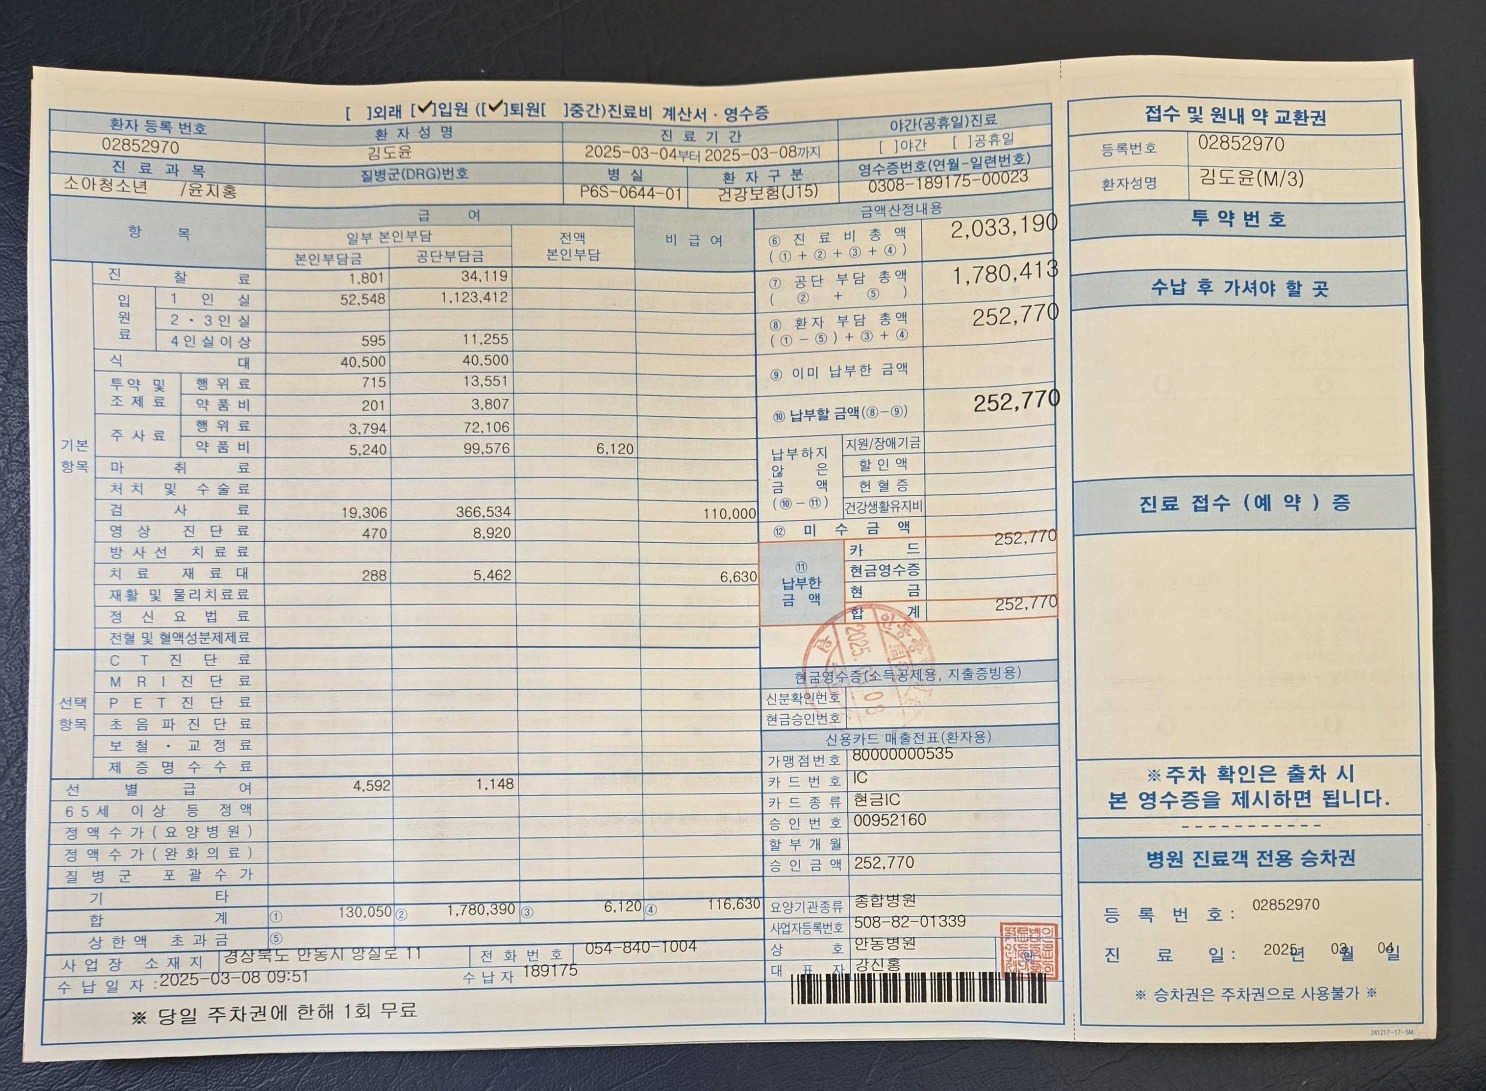 [ ]외래 [✓]입원 ([✓]퇴원[ ]중간)진료비 계산서·영수증
환자 등록 번호 환 자 성 명 진 료 기 간 야간(공휴일)진료
02852970 김도윤 2025-03-04부터 2025-03-08까지 [ ]야간 [ ]공휴일
진 료 과 목 질병군(DRG)번호 병 실 환 자 구 분 영수증번호(연월-일련번호)
소아청소년 /윤지홍 P6S-0644-01 건강보험(J15) 0308-189175-00023
항 목 급 여 비 급 여 금액산정내용
일부 본인부담 전액 본인부담
본인부담금 공단부담금
기본 항목
진 찰 료 1,801 34,119
입원료 1 인 실 52,548 1,123,412
2·3인실
4인실이상 595 11,255
식 대 40,500 40,500
투약 및 조제료 행위료 715 13,551
약품비 201 3,807
주사료 행위료 3,794 72,106
약품비 5,240 99,576 6,120
마 취 료
처치 및 수술료
검 사 료 19,306 366,534 110,000
영상 진단료 470 8,920
방사선 치료료
치료 재료대 288 5,462 6,630
재활 및 물리치료료
정신요법료
전혈 및 혈액성분제제료
선택 항목
CT진단료
MRI진단료
PET진단료
초음파진단료
보철·교정료
제증명수수료
선 별 급 여 4,592 1,148
65세 이상 등 정액
정액수가(요양병원)
정액수가(완화의료)
질병군 포괄수가
기 타
합 계 ① 130,050 ② 1,780,390 ③ 6,120 ④ 116,630
상한액 초과금 ⑤
사업장 소재지 경상북도 안동시 앙실로 11 전화번호 054-840-1004
수납일자 : 2025-03-08 09:51 수납자 189175
※ 당일 주차권에 한해 1회 무료
⑥ 진료비 총액 2,033,190
(①+②+③+④)
⑦ 공단 부담 총액 1,780,413
( ② + ⑤ )
⑧ 환자 부담 총액 252,770
(①-⑤)+③+④
⑨ 이미 납부한 금액
⑩ 납부할 금액(⑧-⑨) 252,770
납부하지 않은 금액 (⑩-⑪)
지원/장애기금
할인액
헌혈증
건강생활유지비
⑫ 미 수 금 액
⑪ 납부한 금액
카 드 252,770
현금영수증
현 금
합 계 252,770
현금영수증(소득공제용, 지출증빙용)
신분확인번호
현금승인번호
신용카드 매출전표(환자용)
가맹점번호 80000000535
카드번호 IC
카드종류 현금IC
승인번호 00952160
할부개월
승인금액 252,770
요양기관종류 종합병원
사업자등록번호 508-82-01339
상 호 안동병원
대 표 자 강신홍
접수 및 원내 약 교환권
등록번호 02852970
환자성명 김도윤(M/3)
투 약 번 호
수납 후 가셔야 할 곳
진료 접수 (예 약) 증
※주차 확인은 출차 시
본 영수증을 제시하면 됩니다.
병원 진료객 전용 승차권
등 록 번 호 : 02852970
진 료 일 : 2025년 03월 04일
※ 승차권은 주차권으로 사용불가 ※
241217-17-5M